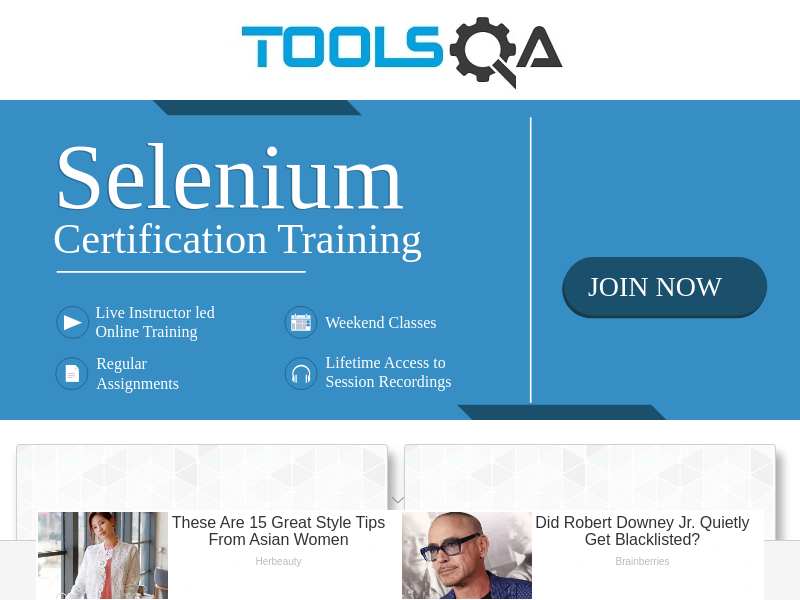 TOOLSQA
Selenium
Certification Training
JOIN NOW
Live Instructor led
Online Training
Weekend Classes
Regular
Assignments
Lifetime Access to
Session Recordings
These Are 15 Great Style Tips
From Asian Women
Herbeauty
Did Robert Downey Jr. Quietly
Get Blacklisted?
Brainberries